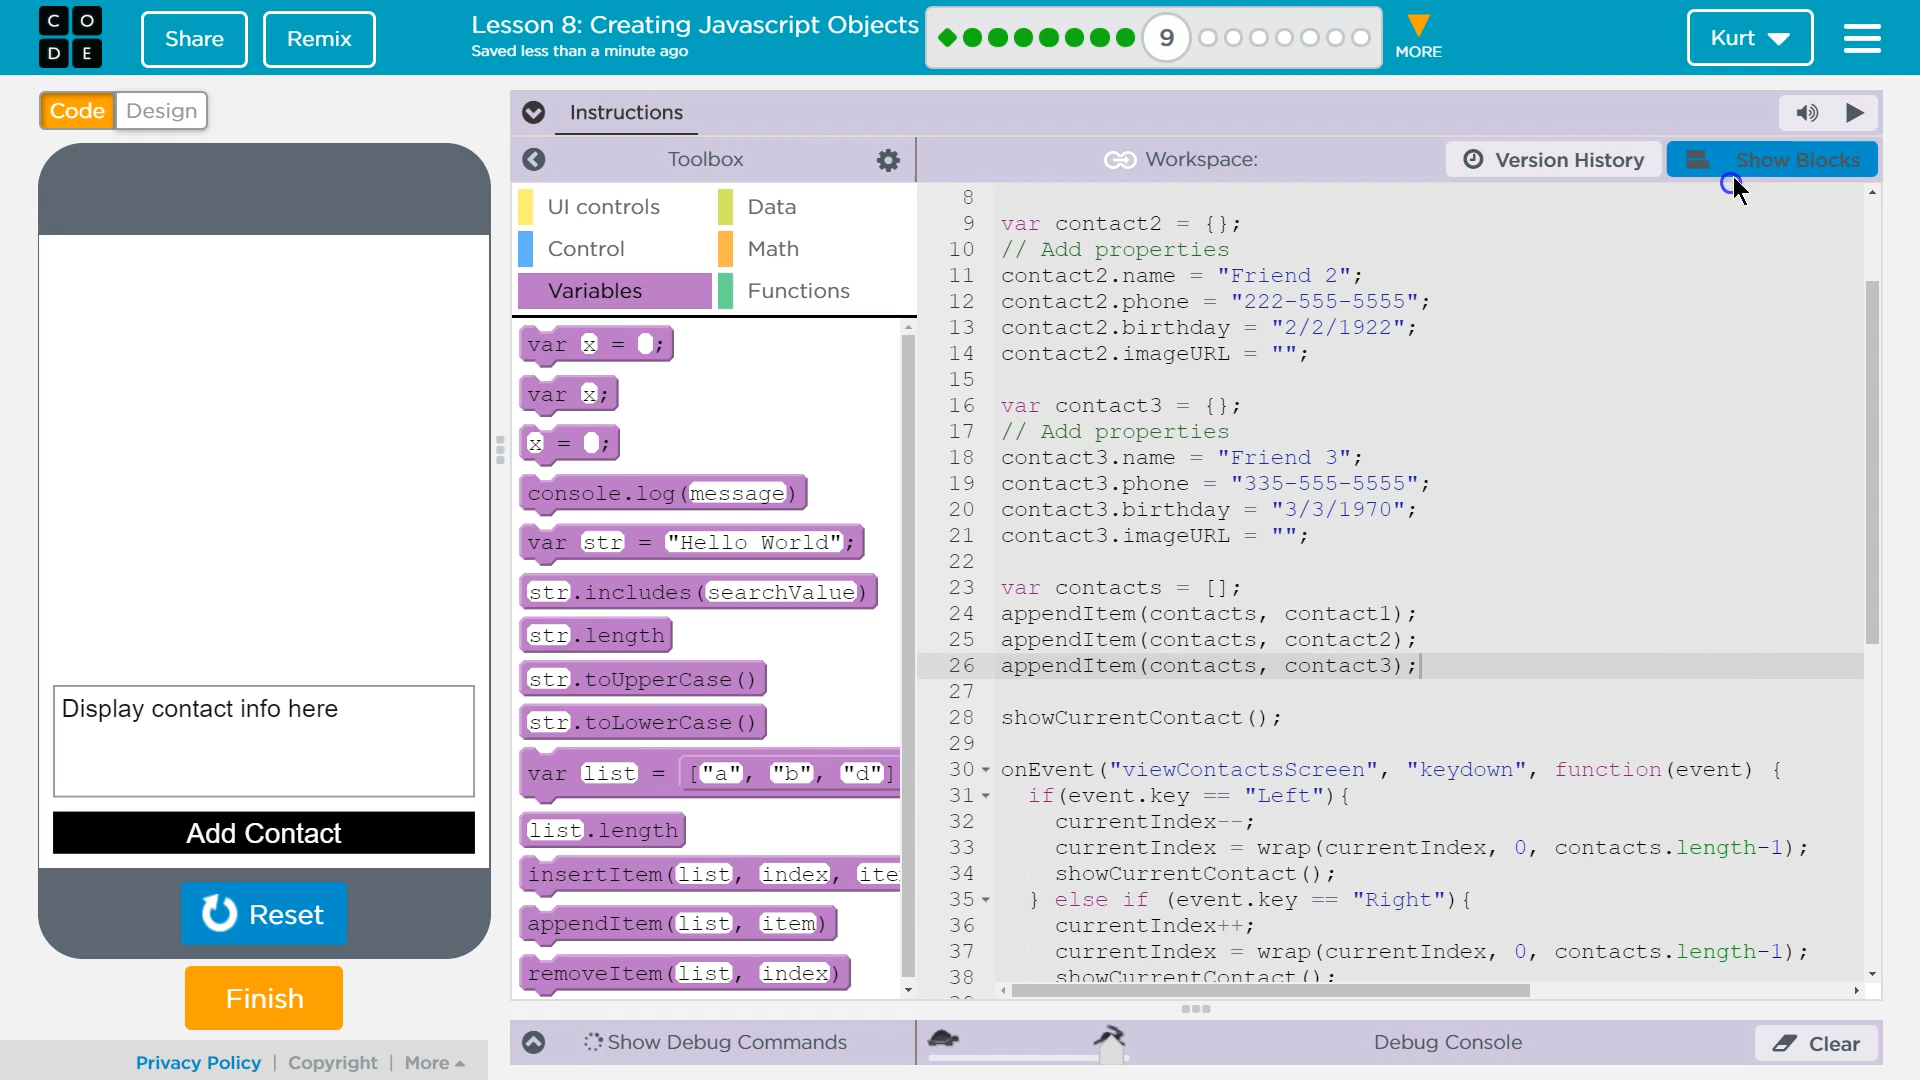 CODE
Share
Remix
Lesson 8: Creating Javascript Objects
Saved less than a minute ago
9
MORE
Kurt
Code
Design
Instructions
Toolbox
Workspace:
Version History
Show Blocks
UI controls
Data
Control
Math
Variables
Functions
var x = ;
var x;
x = ;
console.log(message)
var str = "Hello World";
str.includes(searchValue)
str.length
str.toUpperCase()
str.toLowerCase()
var list = ["a", "b", "d"]
list.length
insertItem(list, index, ite
appendItem(list, item)
removeItem(list, index)
8
9 var contact2 = {};
10 // Add properties
11 contact2.name = "Friend 2";
12 contact2.phone = "222-555-5555";
13 contact2.birthday = "2/2/1922";
14 contact2.imageURL = "";
15
16 var contact3 = {};
17 // Add properties
18 contact3.name = "Friend 3";
19 contact3.phone = "335-555-5555";
20 contact3.birthday = "3/3/1970";
21 contact3.imageURL = "";
22
23 var contacts = [];
24 appendItem(contacts, contact1);
25 appendItem(contacts, contact2);
26 appendItem(contacts, contact3);
27
28 showCurrentContact();
29
30 onEvent("viewContactsScreen", "keydown", function(event) {
31 if(event.key == "Left"){
32 currentIndex--;
33 currentIndex = wrap(currentIndex, 0, contacts.length-1);
34 showCurrentContact();
35 } else if (event.key == "Right"){
36 currentIndex++;
37 currentIndex = wrap(currentIndex, 0, contacts.length-1);
38 showCurrentContact();
Display contact info here
Add Contact
Reset
Finish
Privacy Policy | Copyright | More
Show Debug Commands
Debug Console
Clear